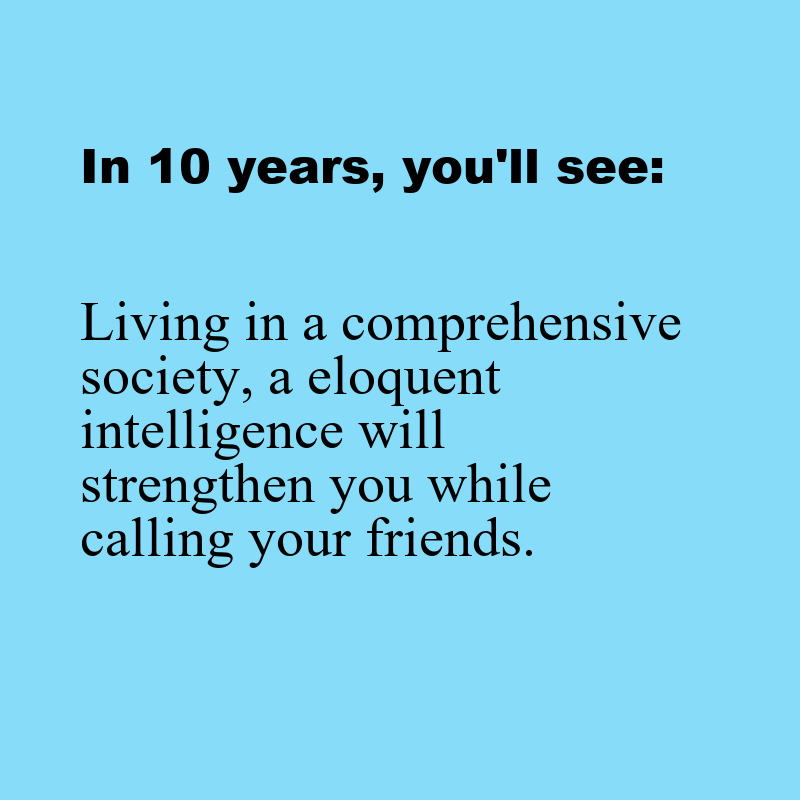 In 10 years, you'll see:
Living in a comprehensive
society, a eloquent
intelligence will
strengthen you while
calling your friends.